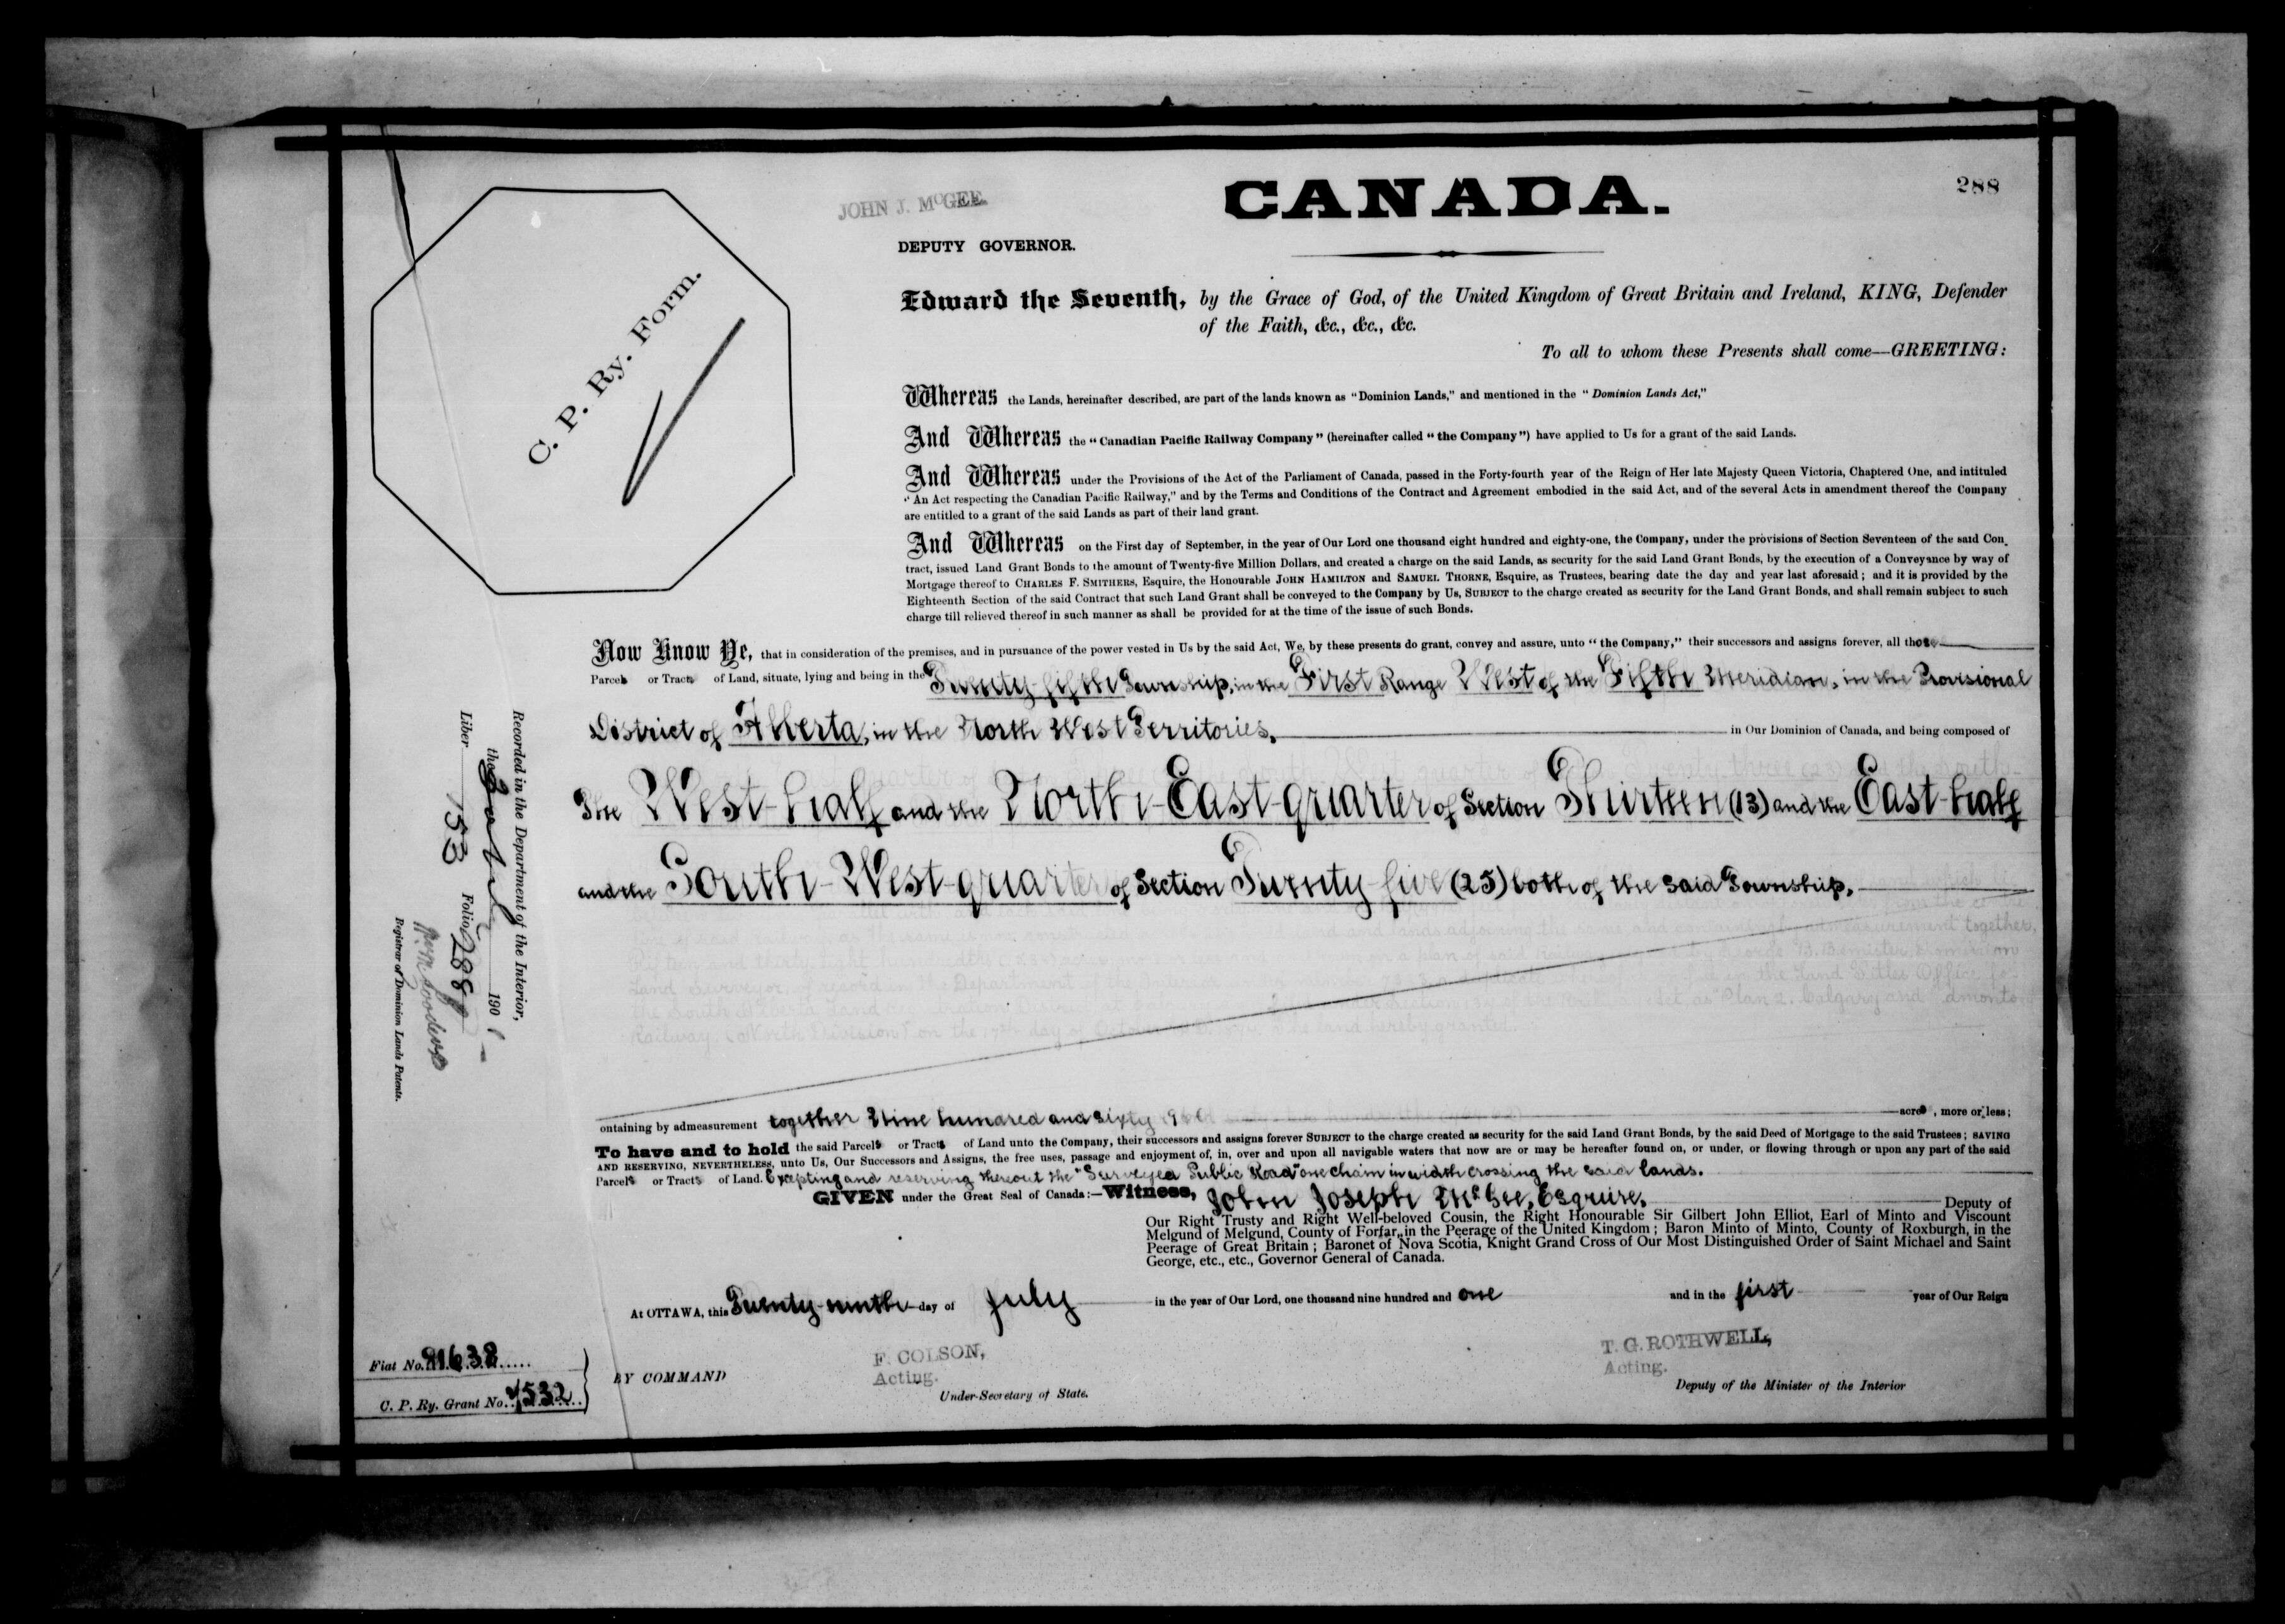 288
JOHN J. McGEE.
DEPUTY GOVERNOR.
CANADA.
C. P. Ry. Form.
Edward the Seventh, by the Grace of God, of the United Kingdom of Great Britain and Ireland, KING, Defender
of the Faith, &c., &c., &c.
To all to whom these Presents shall come—GREETING:
Whereas the Lands, hereinafter described, are part of the lands known as "Dominion Lands," and mentioned in the "Dominion Lands Act,"
And Whereas the "Canadian Pacific Railway Company" (hereinafter called "the Company") have applied to Us for a grant of the said Lands.
And Whereas under the Provisions of the Act of the Parliament of Canada, passed in the Forty-fourth year of the Reign of Her late Majesty Queen Victoria, Chaptered One, and intituled
"An Act respecting the Canadian Pacific Railway," and by the Terms and Conditions of the Contract and Agreement embodied in the said Act, and of the several Acts in amendment thereof the Company
are entitled to a grant of the said Lands as part of their land grant.
And Whereas on the First day of September, in the year of Our Lord one thousand eight hundred and eighty-one, the Company, under the provisions of Section Seventeen of the said Con-
tract, issued Land Grant Bonds to the amount of Twenty-five Million Dollars, and created a charge on the said Lands, as security for the said Land Grant Bonds, by the execution of a Conveyance by way of
Mortgage thereof to CHARLES F. SMITHERS, Esquire, the Honourable JOHN HAMILTON and SAMUEL THORNE, Esquire, as Trustees, bearing date the day and year last aforesaid; and it is provided by the
Eighteenth Section of the said Contract that such Land Grant shall be conveyed to the Company by Us, SUBJECT to the charge created as security for the Land Grant Bonds, and shall remain subject to such
charge till relieved thereof in such manner as shall be provided for at the time of the issue of such Bonds.
Now Know Ye, that in consideration of the premises, and in pursuance of the power vested in Us by the said Act, We, by these presents do grant, convey and assure, unto "the Company," their successors and assigns forever, all those
Parcels or Tracts of Land, situate, lying and being in the Twenty-fifth Township, in the First Range West of the Fifth Meridian, in the Provisional
District of Alberta, in the North West Territories, in Our Dominion of Canada, and being composed of
The West-half and the North-East-quarter of Section Thirteen (13) and the East-half
and the South-West-quarter of Section Twenty five (25) both of the said Township,
ontaining by admeasurement together Nine hundred and sixty 960 acres, more or less;
To have and to hold the said Parcels or Tracts of Land unto the Company, their successors and assigns forever SUBJECT to the charge created as security for the said Land Grant Bonds, by the said Deed of Mortgage to the said Trustees; SAVING
AND RESERVING, NEVERTHELESS, unto Us, Our Successors and Assigns, the free uses, passage and enjoyment of, in, over and upon all navigable waters that now are or may be hereafter found on, or under, or flowing through or upon any part of the said
Parcels or Tracts of Land. Excepting and reserving thereout the "Surveyed Public Road" one chain in width crossing the said lands.
GIVEN under the Great Seal of Canada:—Witness, John Joseph McGee, Esquire, Deputy of
Our Right Trusty and Right Well-beloved Cousin, the Right Honourable Sir Gilbert John Elliot, Earl of Minto and Viscount
Melgund of Melgund, County of Forfar, in the Peerage of the United Kingdom; Baron Minto of Minto, County of Roxburgh, in the
Peerage of Great Britain; Baronet of Nova Scotia, Knight Grand Cross of Our Most Distinguished Order of Saint Michael and Saint
George, etc., etc., Governor General of Canada.
At OTTAWA, this Twenty-ninth day of July in the year of Our Lord, one thousand nine hundred and one and in the first year of Our Reign
BY COMMAND
F. COLSON,
Acting.
Under-Secretary of State.
T. G. ROTHWELL,
Acting.
Deputy of the Minister of the Interior
Fiat No. 91638
C. P. Ry. Grant No. 4532
Recorded in the Department of the Interior,
the 190
Liber 153 Folio 288
Registrar of Dominion Lands Patents.